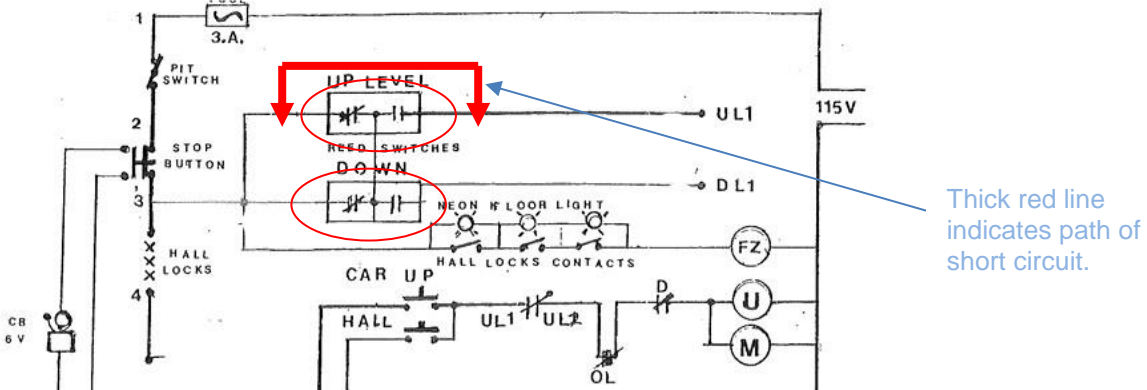 1
3.A.
PIT
SWITCH
UP LEVEL
115V
UL1
2
STOP
BUTTON
REED SWITCHES
DOWN
DL1
3
NEON FLOOR LIGHT
Thick red line
indicates path of
short circuit.
HALL
LOCKS
FZ
HALL LOCKS CONTACTS
4
CAR UP
D
U
CB
6 V
HALL
UL1
UL2
M
OL